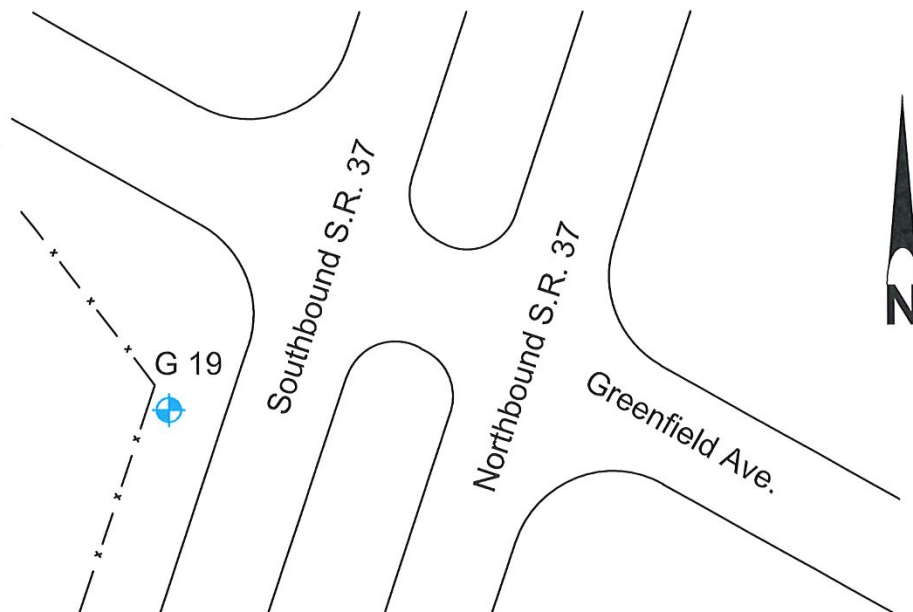 Southbound S.R. 37
Northbound S.R. 37
N
G 19
Greenfield Ave.